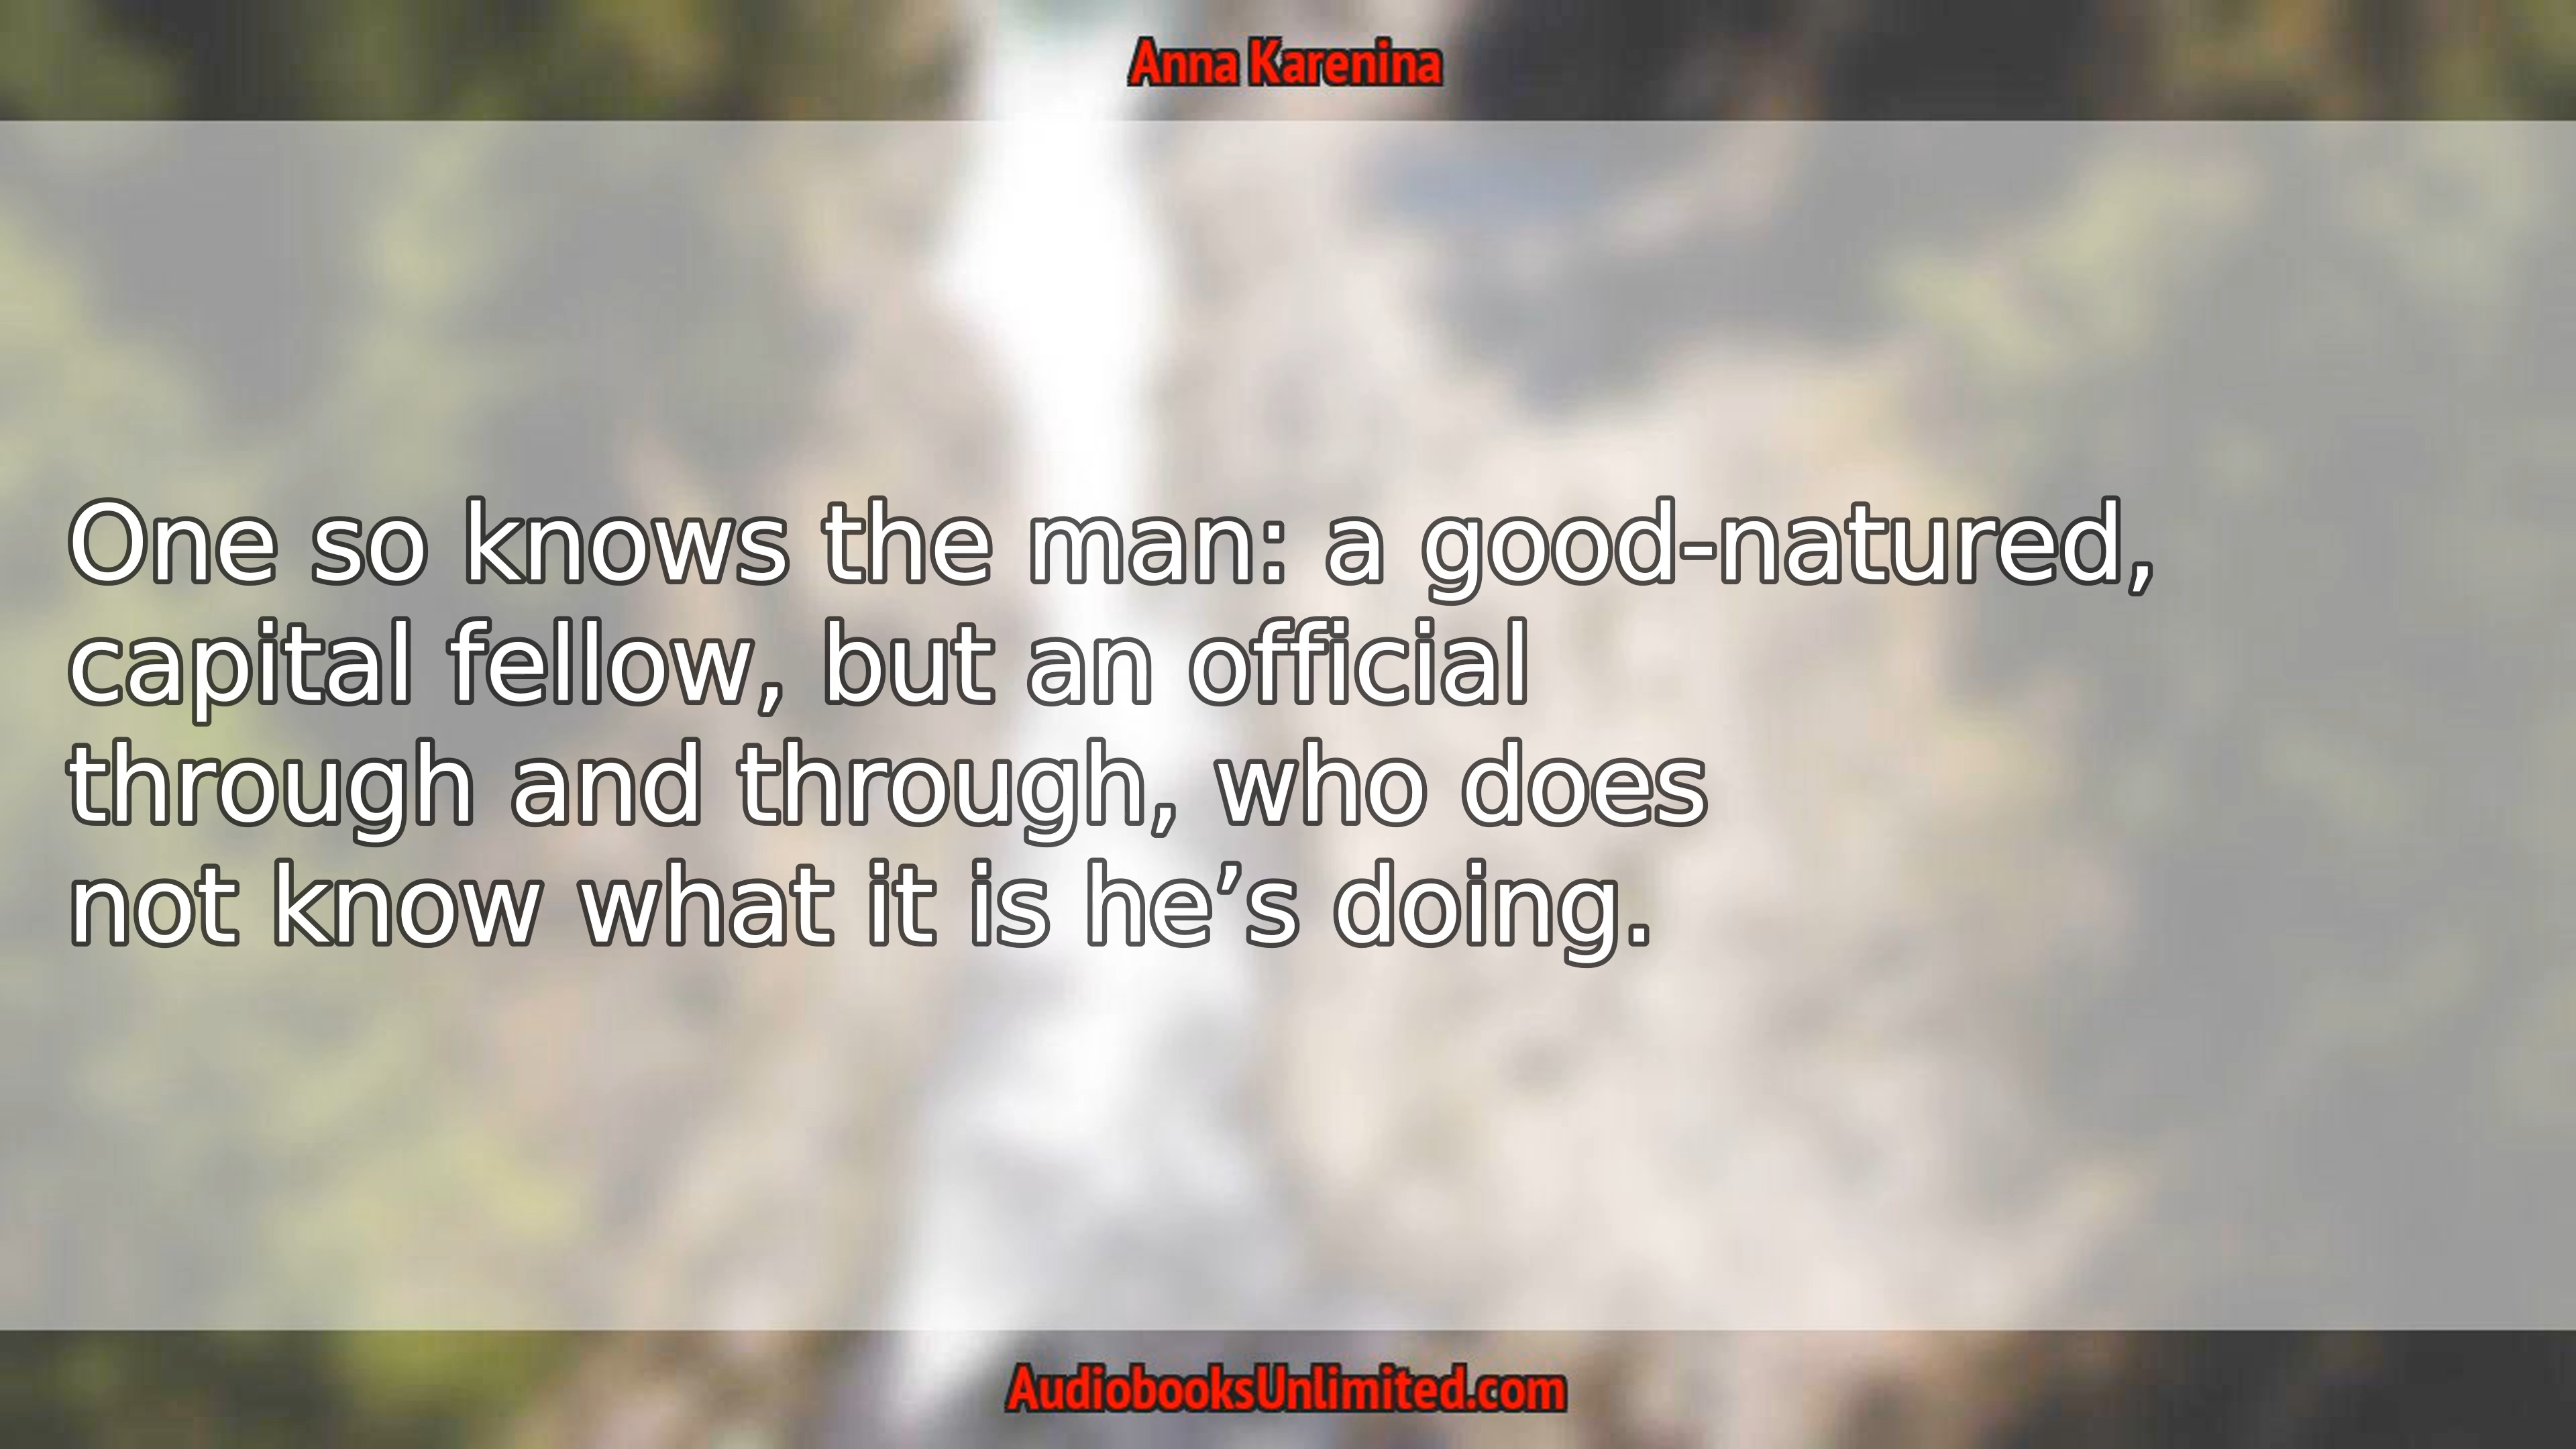 Anna Karenina
One so knows the man: a good-natured,
capital fellow, but an official
through and through, who does
not know what it is he’s doing.
AudiobooksUnlimited.com